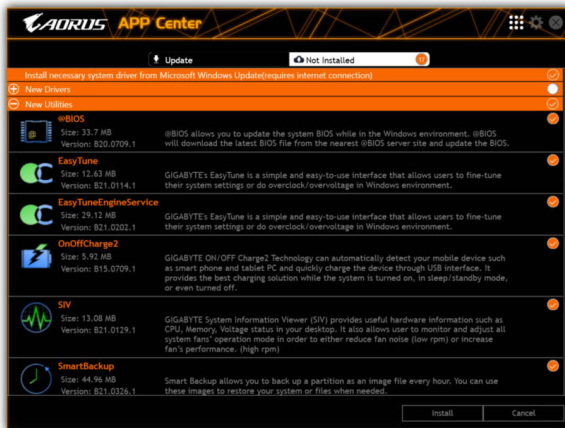 AORUS APP Center
Update
Not Installed
17
Install necessary system driver from Microsoft Windows Update(requires internet connection)
New Drivers
New Utilities
@BIOS
Size: 33.7 MB
Version: B20.0709.1
@BIOS allows you to update the system BIOS while in the Windows environment. @BIOS
will download the latest BIOS file from the nearest @BIOS server site and update the BIOS.
EasyTune
Size: 12.63 MB
Version: B21.0114.1
GIGABYTE's EasyTune is a simple and easy-to-use interface that allows users to fine-tune
their system settings or do overclock/overvoltage in Windows environment.
EasyTuneEngineService
Size: 29.12 MB
Version: B21.0202.1
GIGABYTE's EasyTune is a simple and easy-to-use interface that allows users to fine-tune
their system settings or do overclock/overvoltage in Windows environment.
OnOffCharge2
Size: 5.92 MB
Version: B15.0709.1
GIGABYTE ON/OFF Charge2 Technology can automatically detect your mobile device such
as smart phone and tablet PC and quickly charge the device through USB interface. It
provides the best charging solution while the system is turned on, in sleep/standby mode,
or even turned off.
SIV
Size: 13.08 MB
Version: B21.0129.1
GIGABYTE System Information Viewer (SIV) provides useful hardware information such as
CPU, Memory, Voltage status in your desktop. It also allows user to monitor and adjust all
system fans' operation mode in order to either reduce fan noise (low rpm) or increase
fan's performance. (high rpm)
SmartBackup
Size: 44.96 MB
Version: B21.0326.1
Smart Backup allows you to back up a partition as an image file every hour. You can use
these images to restore your system or files when needed.
Install
Cancel